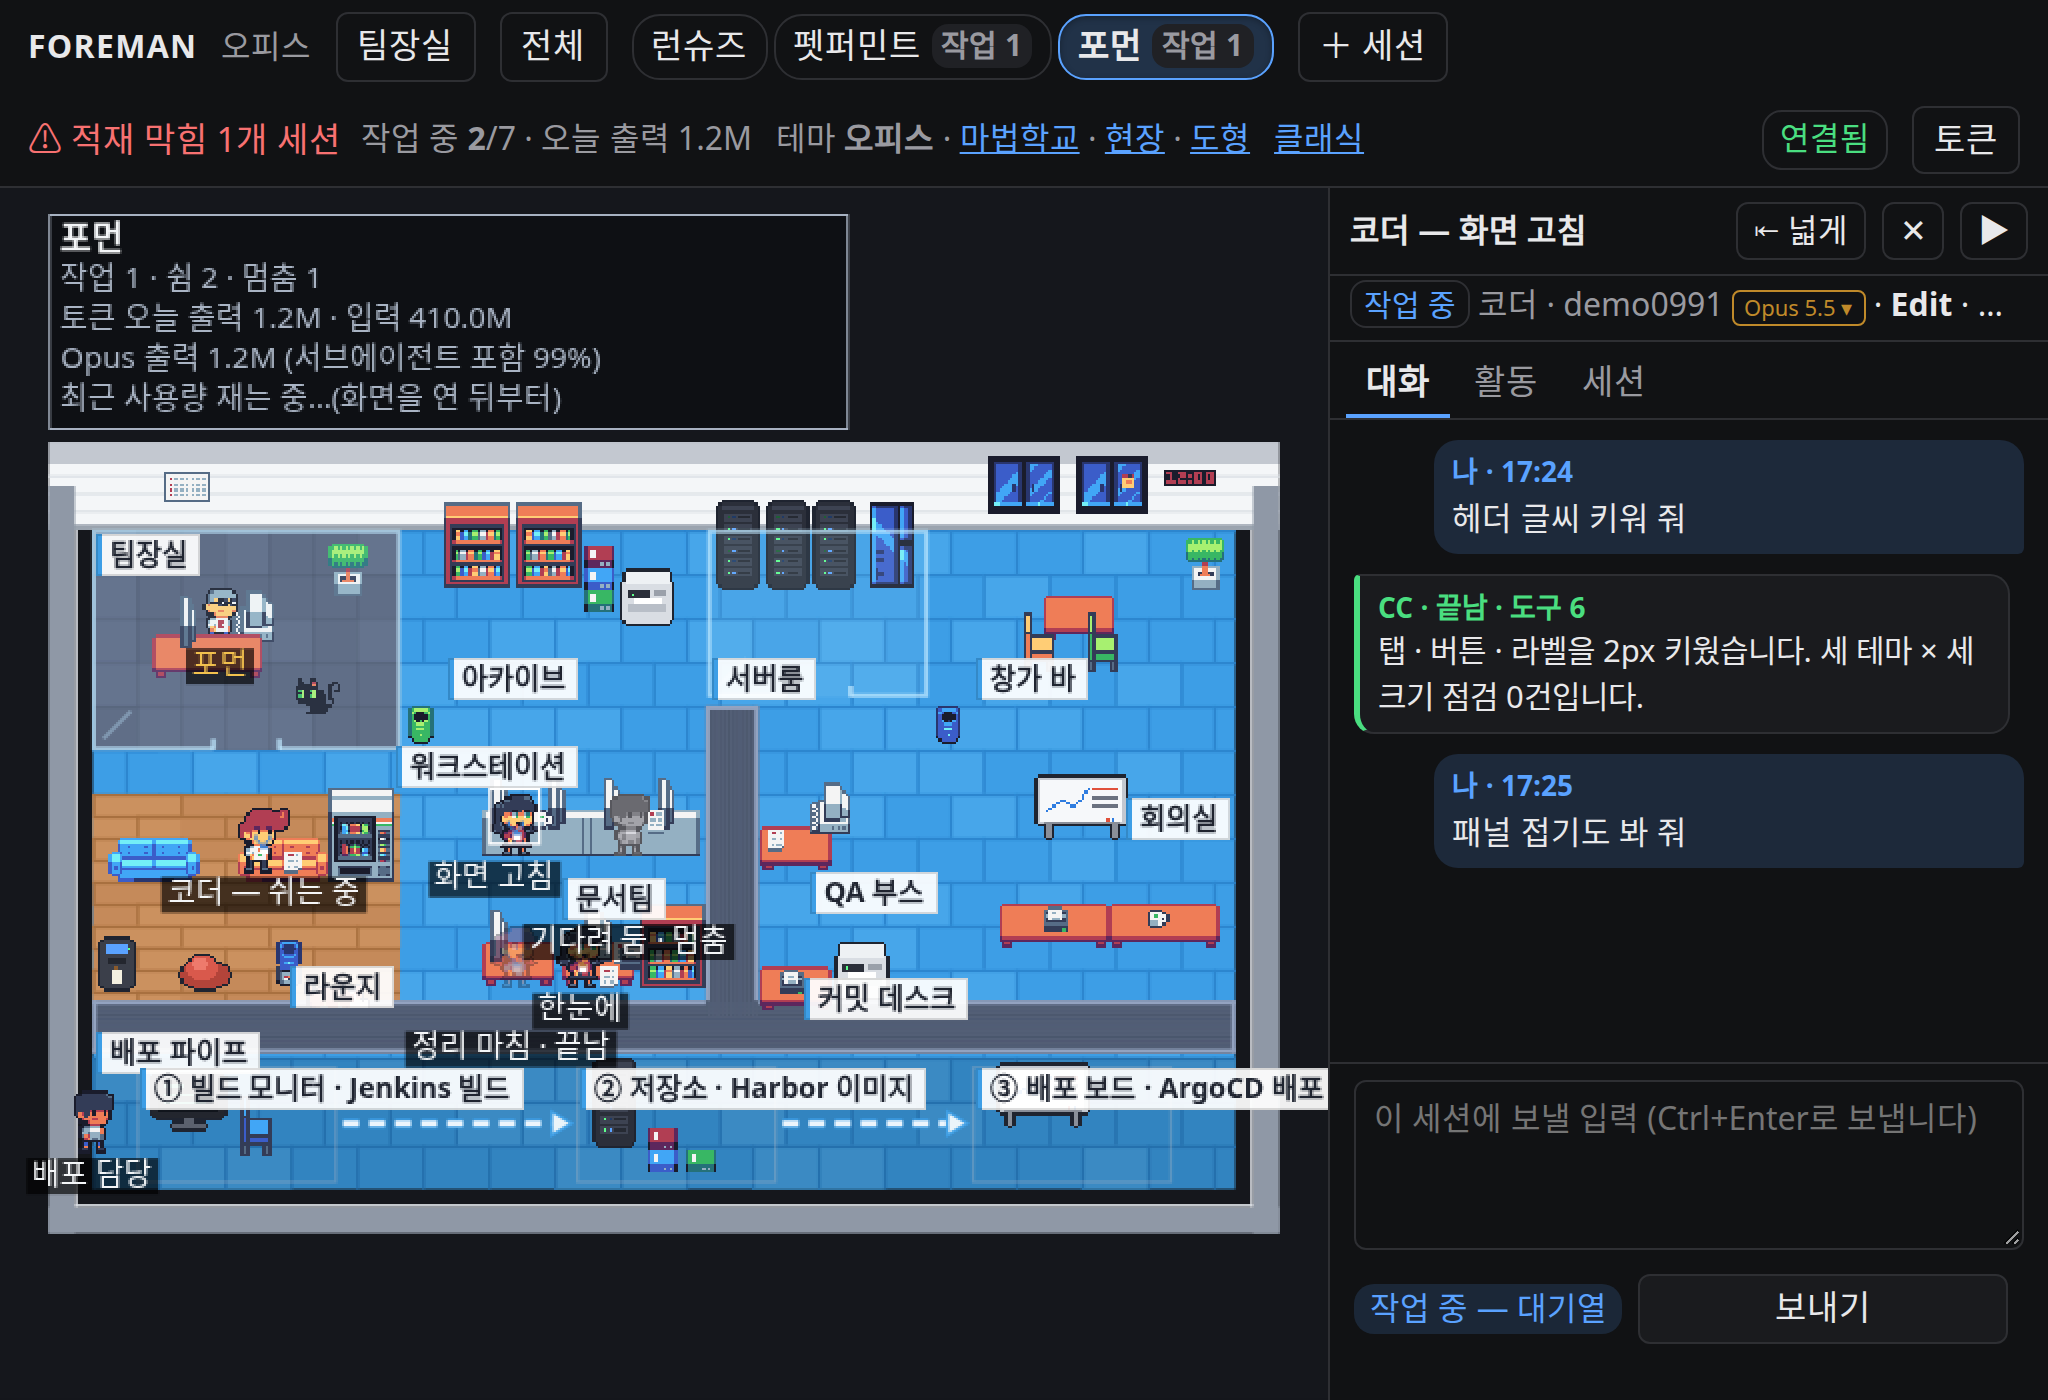 FOREMAN 오피스 팀장실 전체 런슈즈 펫퍼민트 작업 1 포먼 작업 1 + 세션
⚠ 적재 막힘 1개 세션 작업 중 2/7 · 오늘 출력 1.2M 테마 오피스 · 마법학교 · 현장 · 도형 클래식 연결됨 토큰
포먼
작업 1 · 쉼 2 · 멈춤 1
토큰 오늘 출력 1.2M · 입력 410.0M
Opus 출력 1.2M (서브에이전트 포함 99%)
최근 사용량 재는 중...(화면을 연 뒤부터)
12:00
팀장실
포먼
아카이브
서버룸
창가 바
워크스테이션
회의실
코더 — 쉬는 중
화면 고침
문서팀
QA 부스
기다려 둠 · 멈춤
라운지
한눈에
커밋 데스크
정리 마침 · 끝남
배포 파이프
① 빌드 모니터 · Jenkins 빌드
② 저장소 · Harbor 이미지
③ 배포 보드 · ArgoCD 배포
배포 담당
코더 — 화면 고침 ⇤ 넓게 ✕ ▶
작업 중 코더 · demo0991 Opus 5.5 ▾ · Edit · ...
대화 활동 세션
나 · 17:24
헤더 글씨 키워 줘
CC · 끝남 · 도구 6
탭 · 버튼 · 라벨을 2px 키웠습니다. 세 테마 × 세
크기 점검 0건입니다.
나 · 17:25
패널 접기도 봐 줘
이 세션에 보낼 입력 (Ctrl+Enter로 보냅니다)
작업 중 — 대기열 보내기